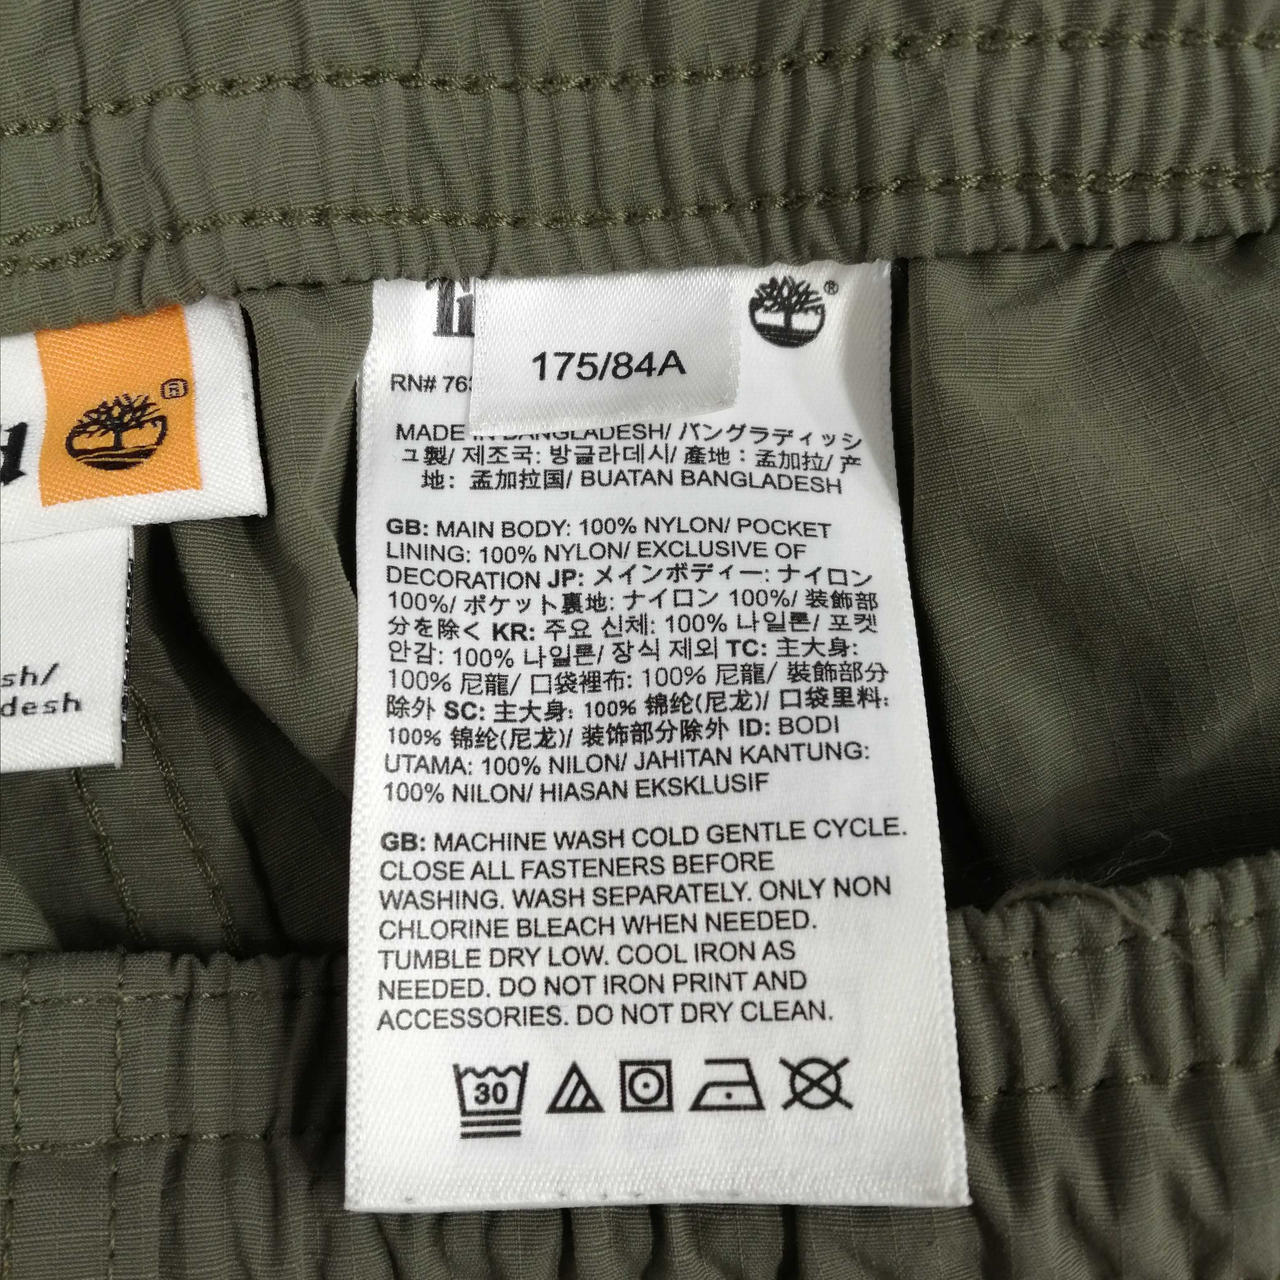 175/84A
®
RN# 763
MADE IN BANGLADESH/ バングラディッシ
ュ製/ 제조국: 방글라데시/ 產地：孟加拉/ 产
地：孟加拉国/ BUATAN BANGLADESH
GB: MAIN BODY: 100% NYLON/ POCKET
LINING: 100% NYLON/ EXCLUSIVE OF
DECORATION JP: メインボディー: ナイロン
100%/ ポケット裏地: ナイロン 100%/ 装飾部
分を除く KR: 주요 신체: 100% 나일론/ 포켓
안감: 100% 나일론/ 장식 제외 TC: 主大身:
100% 尼龍/ 口袋裡布: 100% 尼龍/ 裝飾部分
除外 SC: 主大身: 100% 锦纶(尼龙)/ 口袋里料:
100% 锦纶(尼龙)/ 装饰部分除外 ID: BODI
UTAMA: 100% NILON/ JAHITAN KANTUNG:
100% NILON/ HIASAN EKSKLUSIF
GB: MACHINE WASH COLD GENTLE CYCLE.
CLOSE ALL FASTENERS BEFORE
WASHING. WASH SEPARATELY. ONLY NON
CHLORINE BLEACH WHEN NEEDED.
TUMBLE DRY LOW. COOL IRON AS
NEEDED. DO NOT IRON PRINT AND
ACCESSORIES. DO NOT DRY CLEAN.
30
®
d
sh/
desh